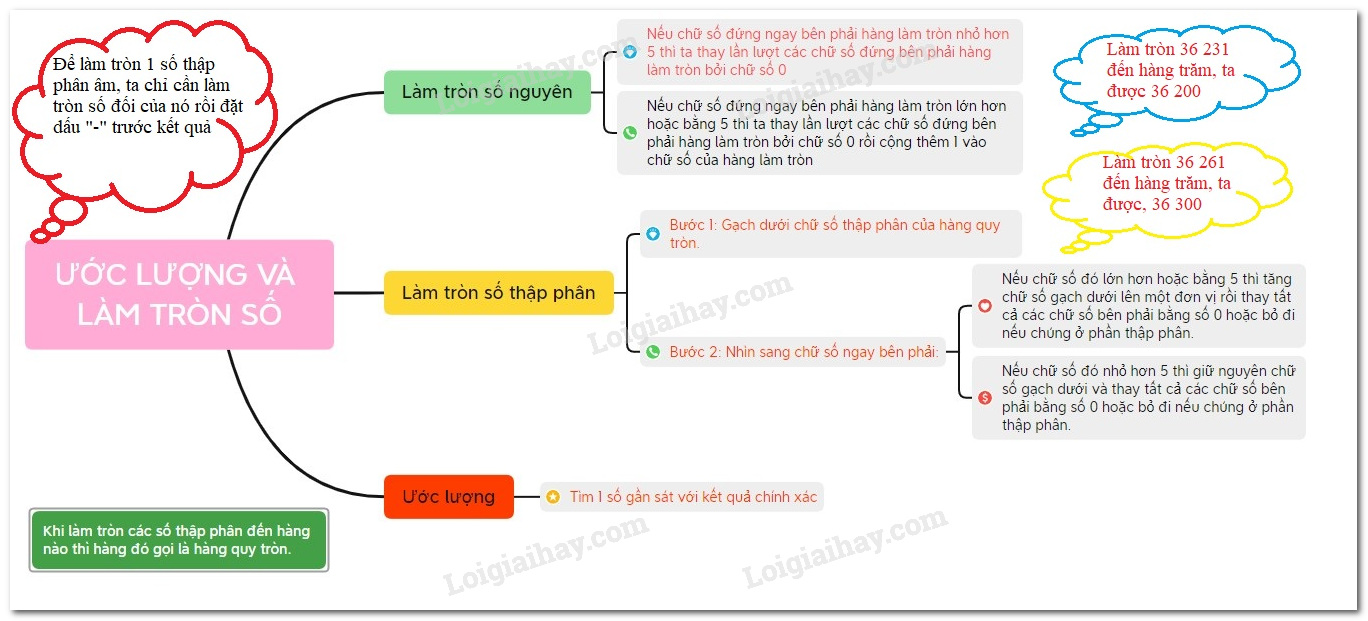 Để làm tròn 1 số thập
phân âm, ta chỉ cần làm
tròn số đối của nó rồi đặt
dấu "-" trước kết quả
ƯỚC LƯỢNG VÀ
LÀM TRÒN SỐ
Khi làm tròn các số thập phân đến hàng
nào thì hàng đó gọi là hàng quy tròn.
Làm tròn số nguyên
Nếu chữ số đứng ngay bên phải hàng làm tròn nhỏ hơn
5 thì ta thay lần lượt các chữ số đứng bên phải hàng
làm tròn bởi chữ số 0
Nếu chữ số đứng ngay bên phải hàng làm tròn lớn hơn
hoặc bằng 5 thì ta thay lần lượt các chữ số đứng bên
phải hàng làm tròn bởi chữ số 0 rồi cộng thêm 1 vào
chữ số của hàng làm tròn
Làm tròn 36 231
đến hàng trăm, ta
được 36 200
Làm tròn 36 261
đến hàng trăm, ta
được, 36 300
Làm tròn số thập phân
Bước 1: Gạch dưới chữ số thập phân của hàng quy
tròn.
Bước 2: Nhìn sang chữ số ngay bên phải:
Nếu chữ số đó lớn hơn hoặc bằng 5 thì tăng
chữ số gạch dưới lên một đơn vị rồi thay tất
cả các chữ số bên phải bằng số 0 hoặc bỏ đi
nếu chúng ở phần thập phân.
Nếu chữ số đó nhỏ hơn 5 thì giữ nguyên chữ
số gạch dưới và thay tất cả các chữ số bên
phải bằng số 0 hoặc bỏ đi nếu chúng ở phần
thập phân.
Ước lượng
Tìm 1 số gần sát với kết quả chính xác
Loigiaihay.com
Loigiaihay.com
Loigiaihay.com
Loigiaihay.com
Loigiaihay.com